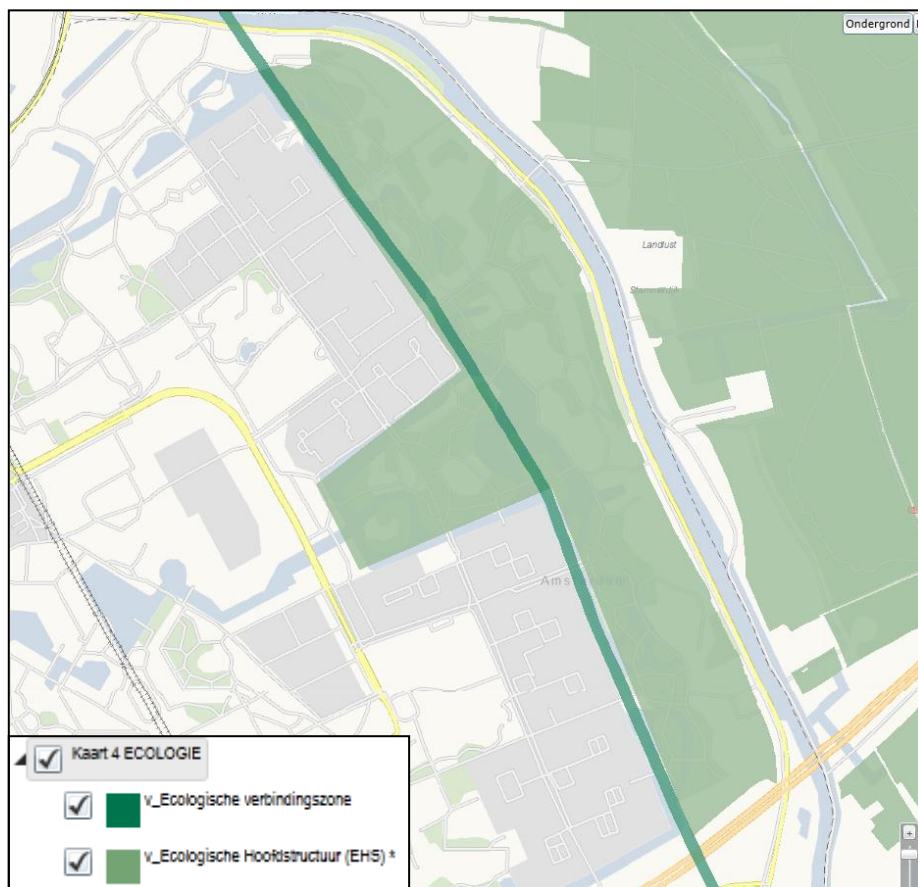 Ondergrond
Landlust
Kaart 4 ECOLOGIE
v_Ecologische verbindingszone
v_Ecologische Hoofdstructuur (EHS) *